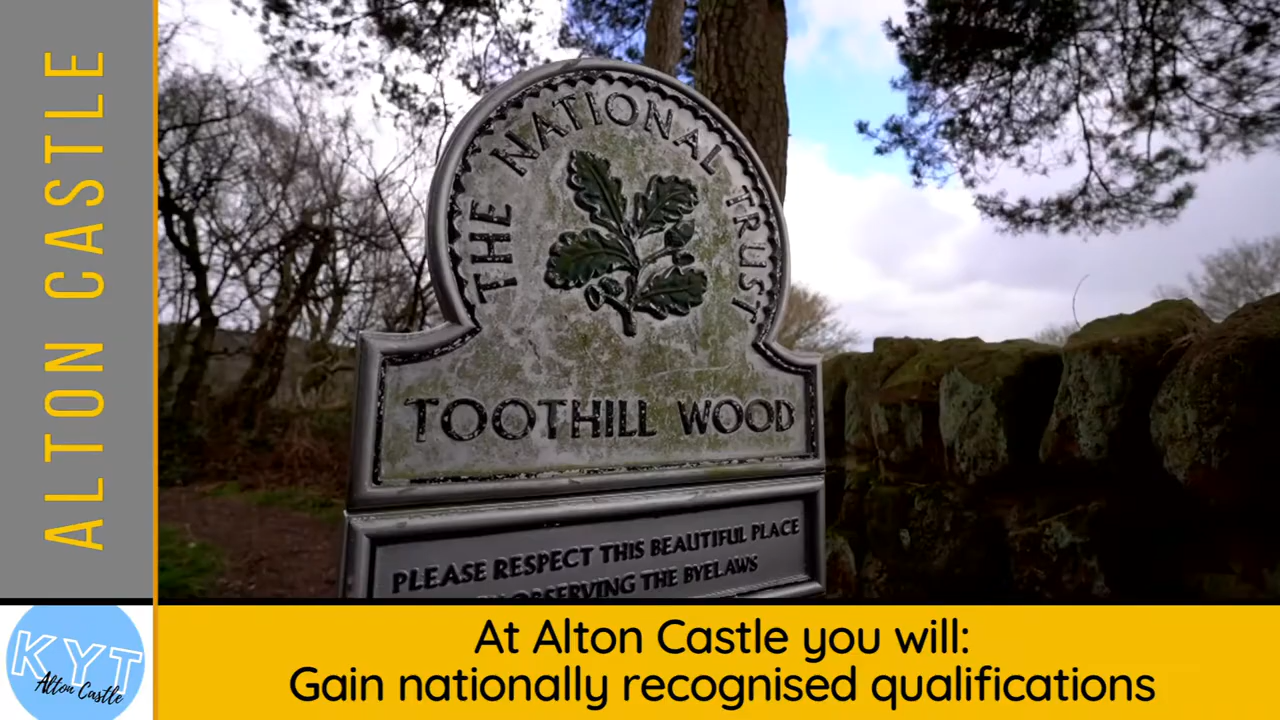 ALTON CASTLE
THE NATIONAL TRUST
TOOTHILL WOOD
PLEASE RESPECT THIS BEAUTIFUL PLACE
OBSERVING THE BYELAWS
KYT
Alton Castle
At Alton Castle you will:
Gain nationally recognised qualifications